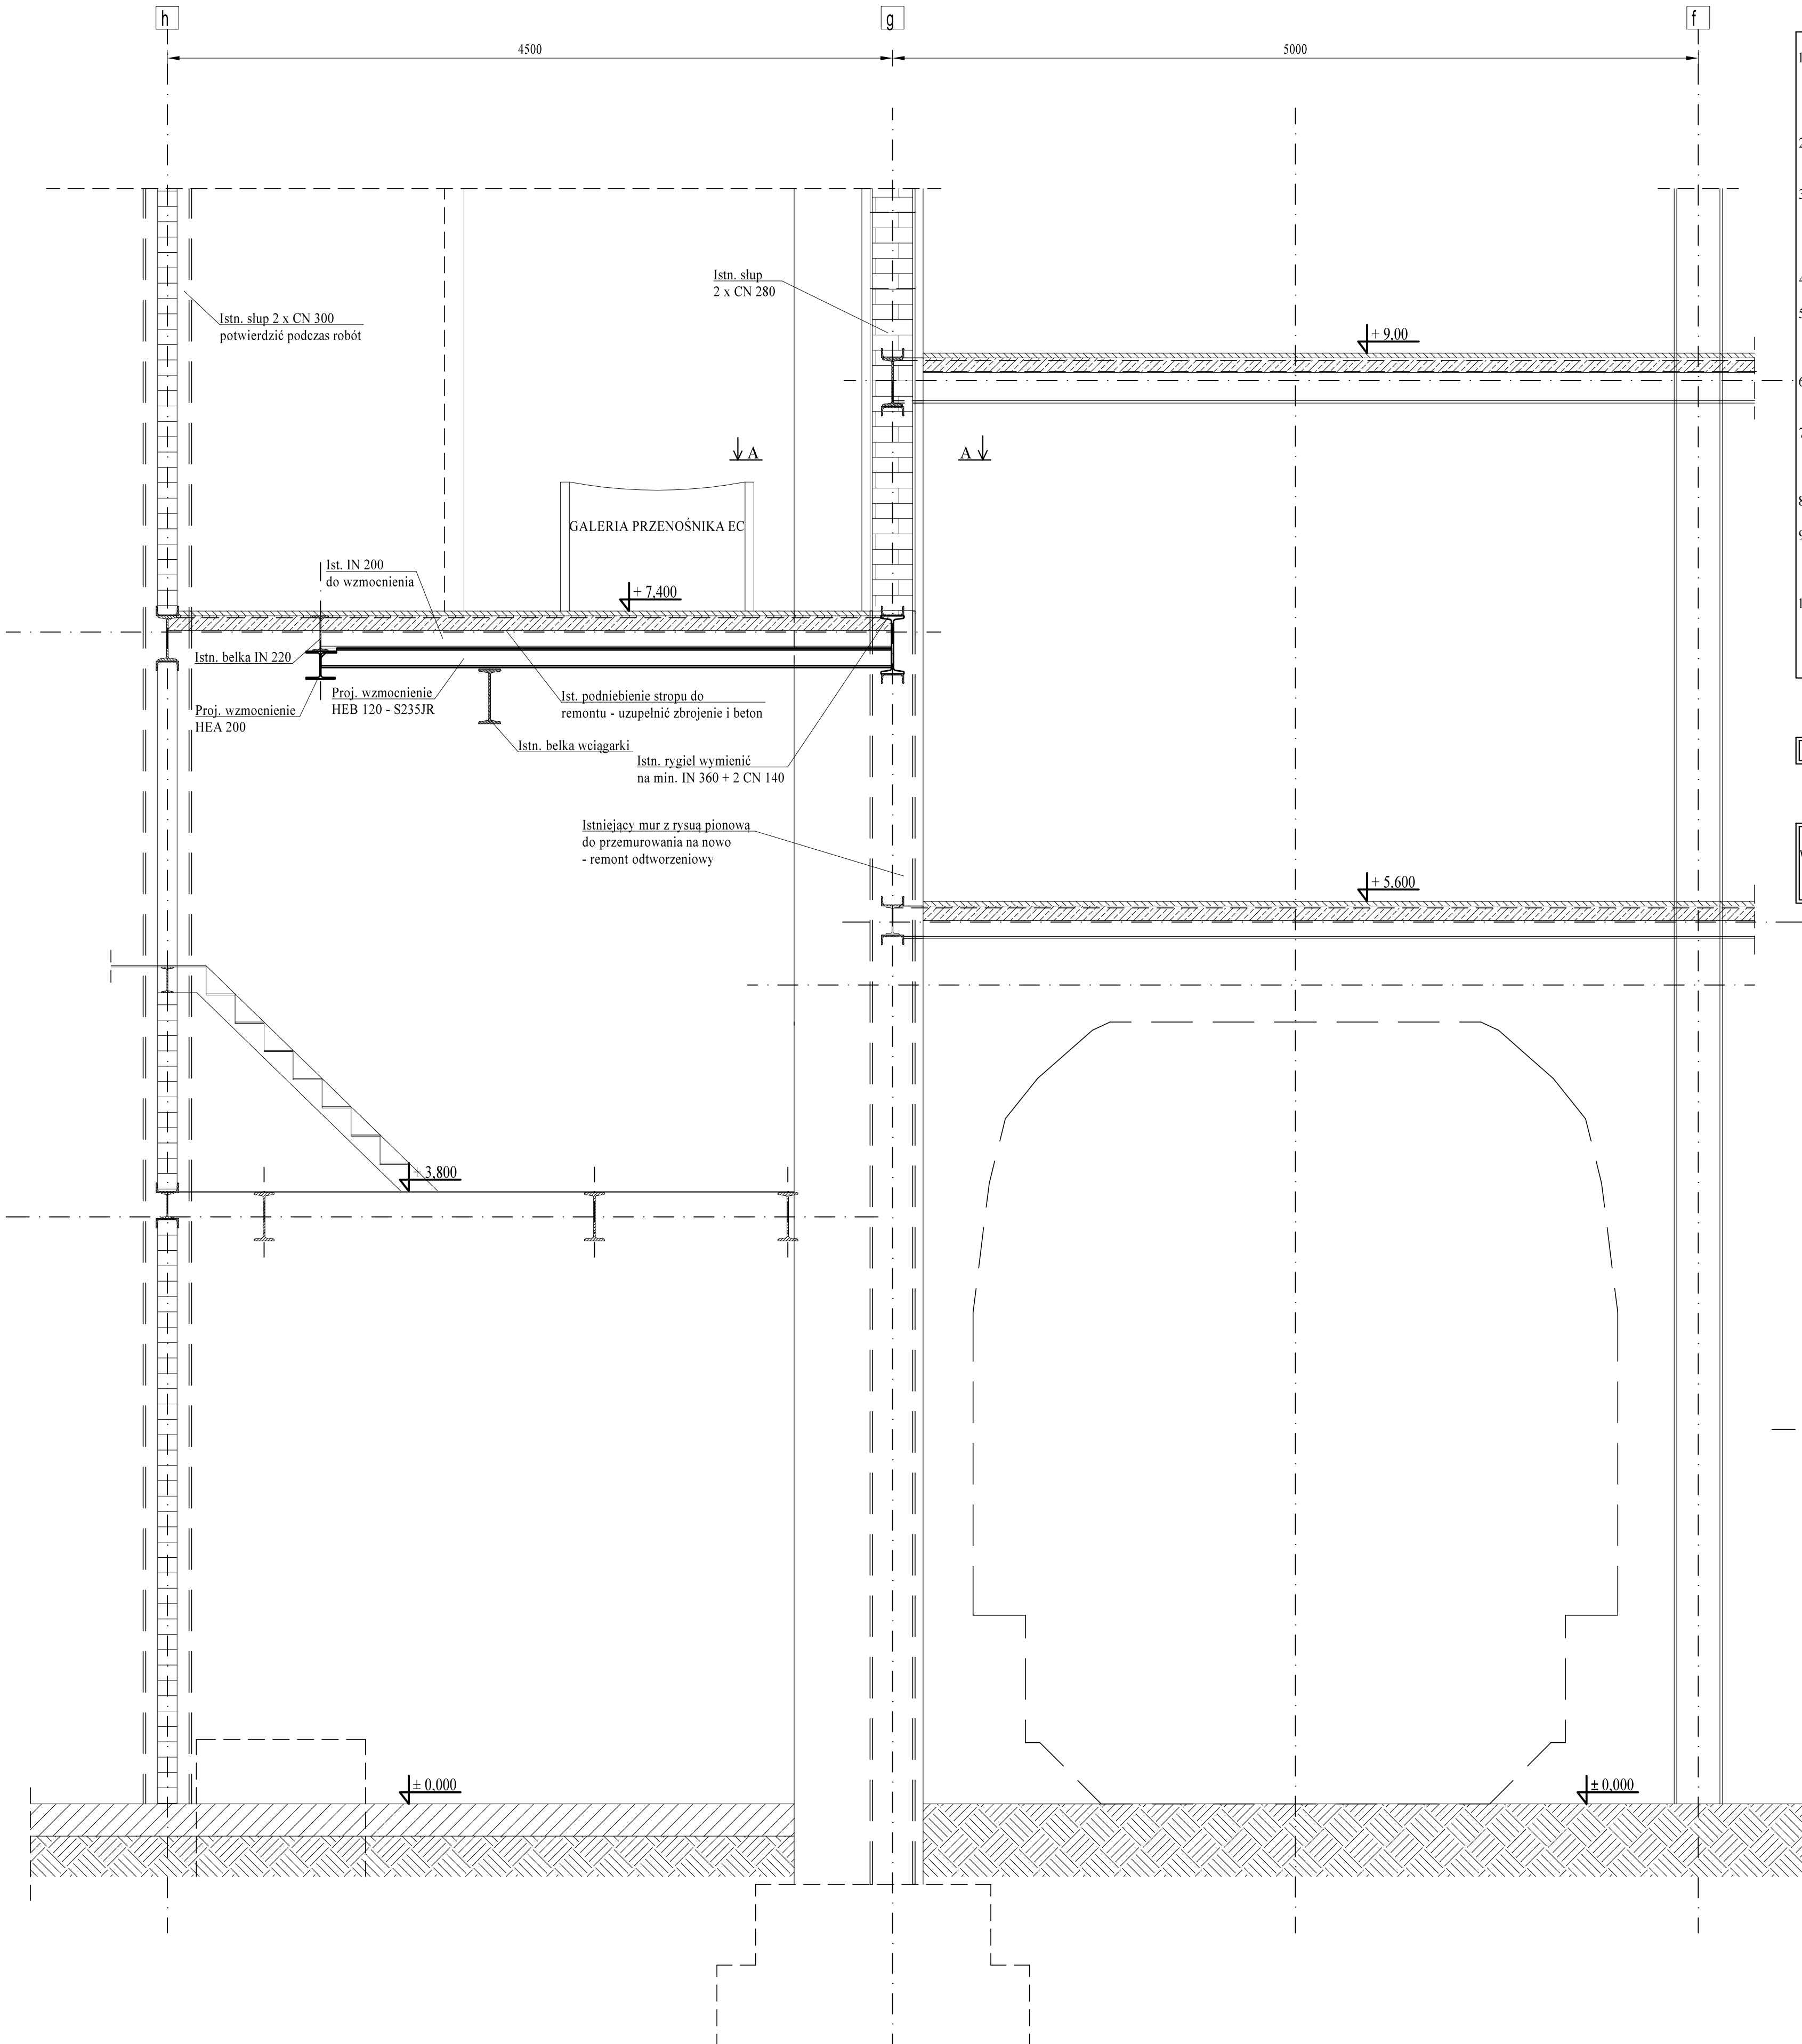 h
g
f
4500
5000
Istn. słup
2 x CN 280
Istn. słup 2 x CN 300
potwierdzić podczas robót
+ 9,00
A
A
GALERIA PRZENOŚNIKA EC
Ist. IN 200
do wzmocnienia
+ 7,400
Istn. belka IN 220
Proj. wzmocnienie
HEB 120 - S235JR
Ist. podniebienie stropu do
remontu - uzupełnić zbrojenie i beton
Proj. wzmocnienie
HEA 200
Istn. belka wciągarki
Istn. rygiel wymienić
na min. IN 360 + 2 CN 140
Istniejący mur z rysuą pionową
do przemurowania na nowo
- remont odtworzeniowy
+ 5,600
+ 3,800
± 0,000
± 0,000